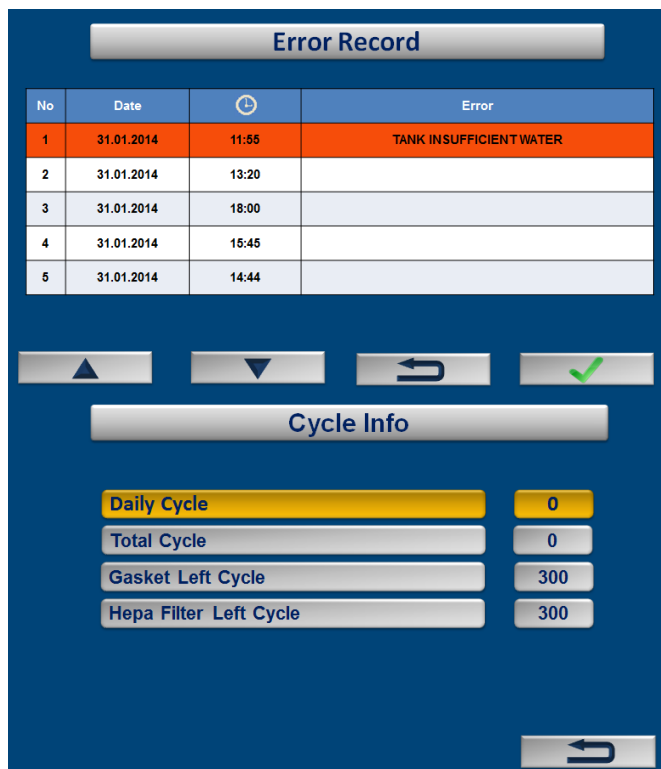 Error Record
No Date Error
1 31.01.2014 11:55 TANK INSUFFICIENT WATER
2 31.01.2014 13:20
3 31.01.2014 18:00
4 31.01.2014 15:45
5 31.01.2014 14:44
Cycle Info
Daily Cycle 0
Total Cycle 0
Gasket Left Cycle 300
Hepa Filter Left Cycle 300